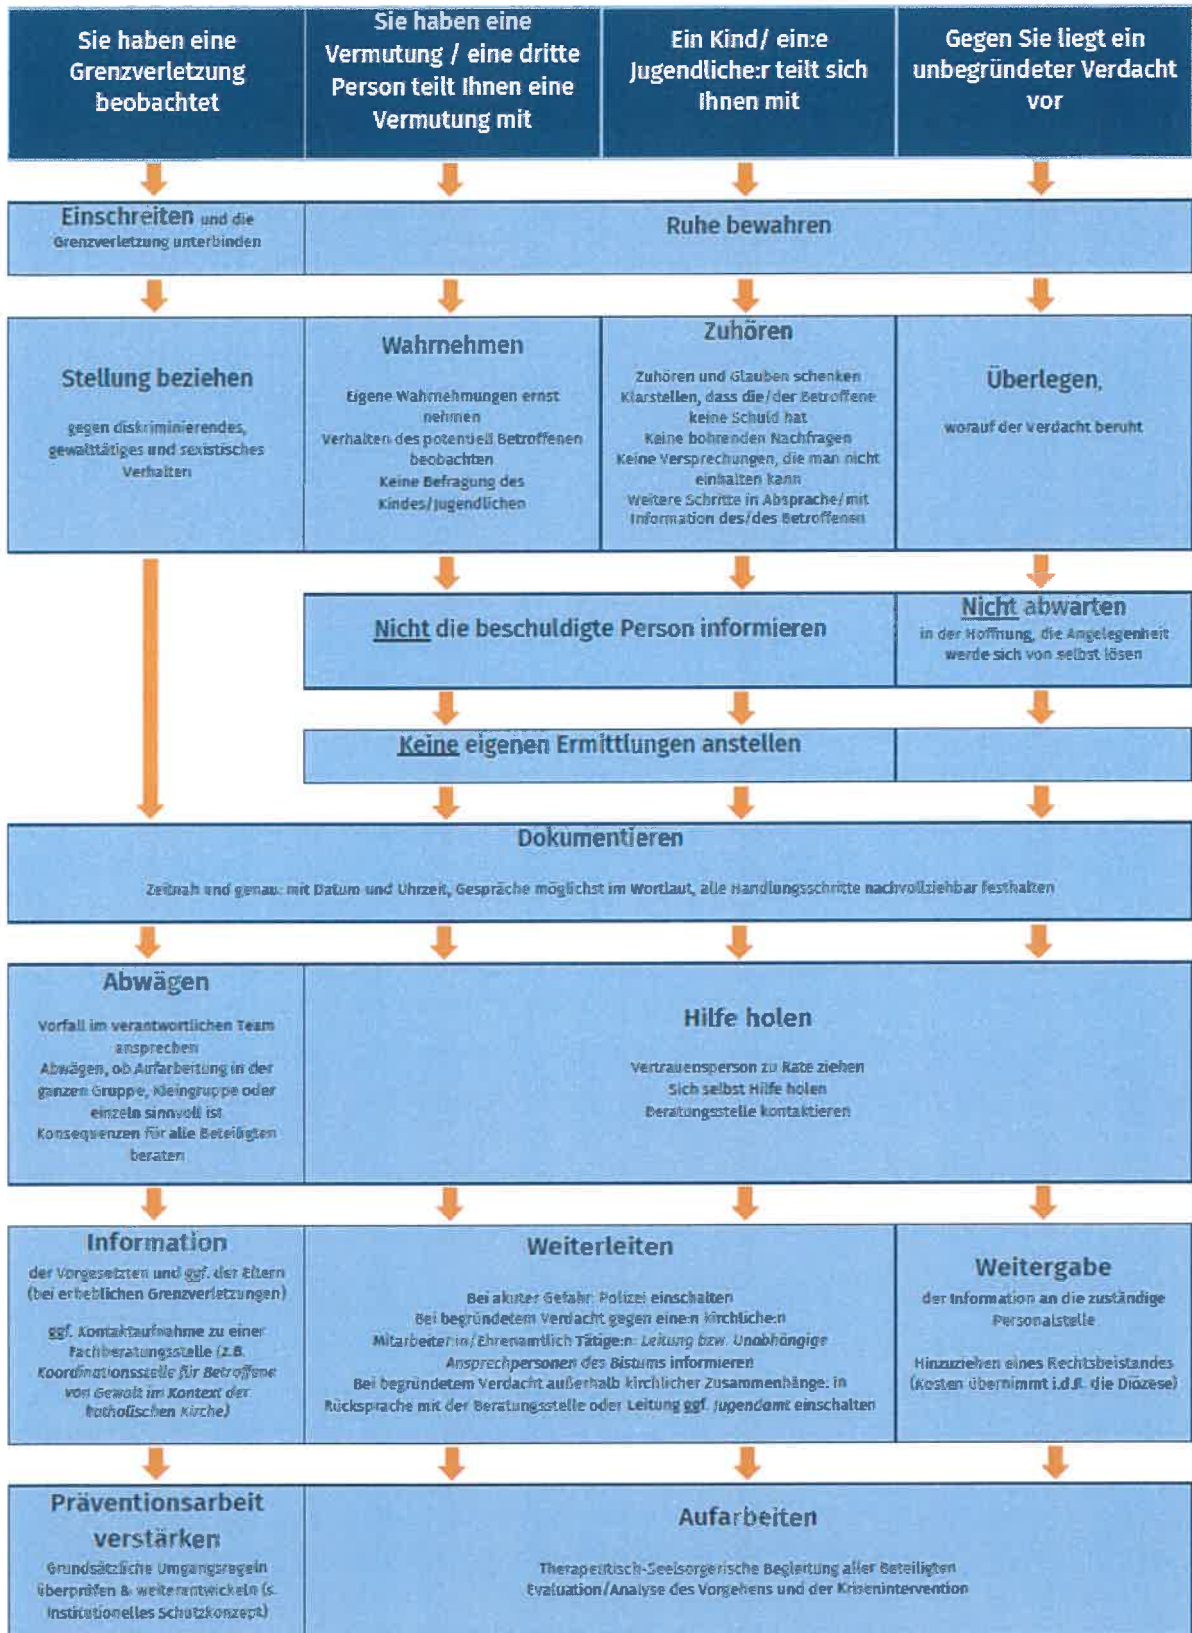 Sie haben eine
Grenzverletzung
beobachtet
Sie haben eine
Vermutung / eine dritte
Person teilt Ihnen eine
Vermutung mit
Ein Kind/ ein:e
Jugendliche:r teilt sich
Ihnen mit
Gegen Sie liegt ein
unbegründeter Verdacht
vor
Einschreiten und die
Grenzverletzung unterbinden
Ruhe bewahren
Stellung beziehen
gegen diskriminierendes,
gewalttätiges und sexistisches
Verhalten
Wahrnehmen
Eigene Wahrnehmungen ernst
nehmen
Verhalten des potentiell Betroffenen
beobachten
Keine Befragung des
Kindes/Jugendlichen
Zuhören
Zuhören und Glauben schenken
Klarstellen, dass die/der Betroffene
keine Schuld hat
Keine bohrenden Nachfragen
Keine Versprechungen, die man nicht
einhalten kann
Weitere Schritte in Absprache/mit
Information des/des Betroffenen
Überlegen,
worauf der Verdacht beruht
Nicht die beschuldigte Person informieren
Nicht abwarten
in der Hoffnung, die Angelegenheit
werde sich von selbst lösen
Keine eigenen Ermittlungen anstellen
Dokumentieren
Zeitnah und genau: mit Datum und Uhrzeit, Gespräche möglichst im Wortlaut, alle Handlungsschritte nachvollziehbar festhalten
Abwägen
Vorfall im verantwortlichen Team
ansprechen
Abwägen, ob Aufarbeitung in der
ganzen Gruppe, Kleingruppe oder
einzeln sinnvoll ist
Konsequenzen für alle Beteiligten
beraten
Hilfe holen
Vertrauensperson zu Rate ziehen
Sich selbst Hilfe holen
Beratungsstelle kontaktieren
Information
der Vorgesetzten und ggf. der Eltern
(bei erheblichen Grenzverletzungen)
ggf. Kontaktaufnahme zu einer
Fachberatungsstelle (z.B.
Koordinationsstelle für Betroffene
von Gewalt im Kontext der
katholischen Kirche)
Weiterleiten
Bei akuter Gefahr: Polizei einschalten
Bei begründetem Verdacht gegen eine:n kirchliche:n
Mitarbeiter:in/Ehrenamtlich Tätige:n: Leitung bzw. Unabhängige
Ansprechpersonen des Bistums informieren
Bei begründetem Verdacht außerhalb kirchlicher Zusammenhänge: in
Rücksprache mit der Beratungsstelle oder Leitung ggf. Jugendamt einschalten
Weitergabe
der Information an die zuständige
Personalstelle
Hinzuziehen eines Rechtsbeistandes
(Kosten übernimmt i.d.R. die Diözese)
Präventionsarbeit
verstärken
Grundsätzliche Umgangsregeln
überprüfen & weiterentwickeln (s.
Institutionelles Schutzkonzept)
Aufarbeiten
Therapeutisch-Seelsorgerische Begleitung aller Beteiligten
Evaluation/Analyse des Vorgehens und der Krisenintervention